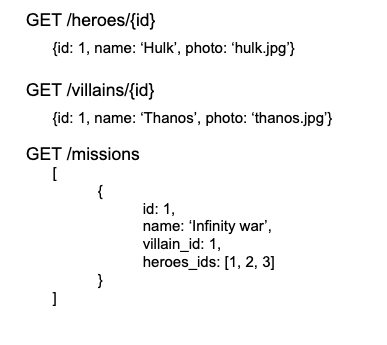 GET /heroes/{id}
{id: 1, name: ‘Hulk’, photo: ‘hulk.jpg’}
GET /villains/{id}
{id: 1, name: ‘Thanos’, photo: ‘thanos.jpg’}
GET /missions
[
{
id: 1,
name: ‘Infinity war’,
villain_id: 1,
heroes_ids: [1, 2, 3]
}
]